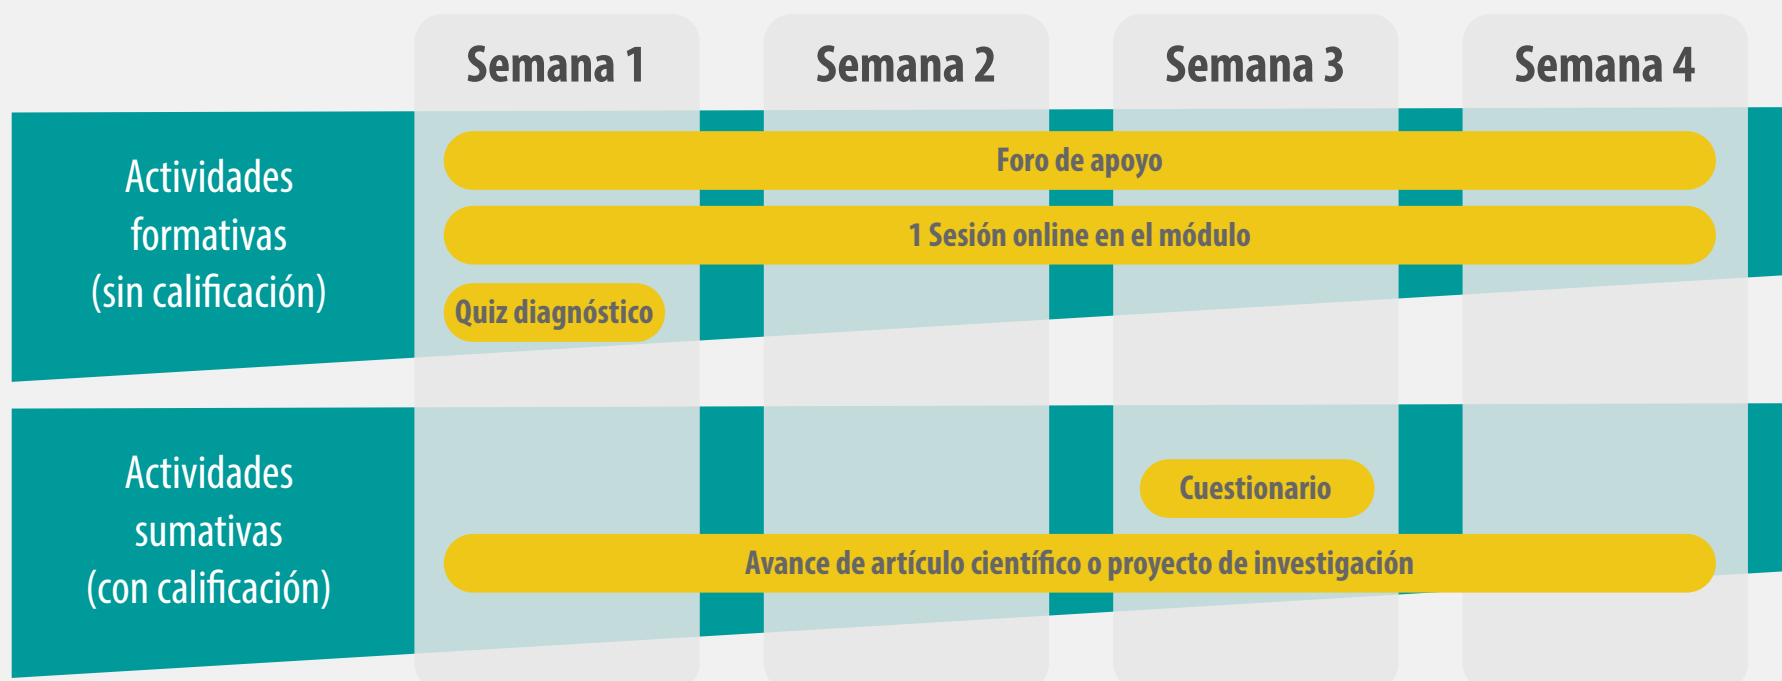 Semana 1
Semana 2
Semana 3
Semana 4
Actividades
formativas
(sin calificación)
Foro de apoyo
1 Sesión online en el módulo
Quiz diagnóstico
Actividades
sumativas
(con calificación)
Cuestionario
Avance de artículo científico o proyecto de investigación